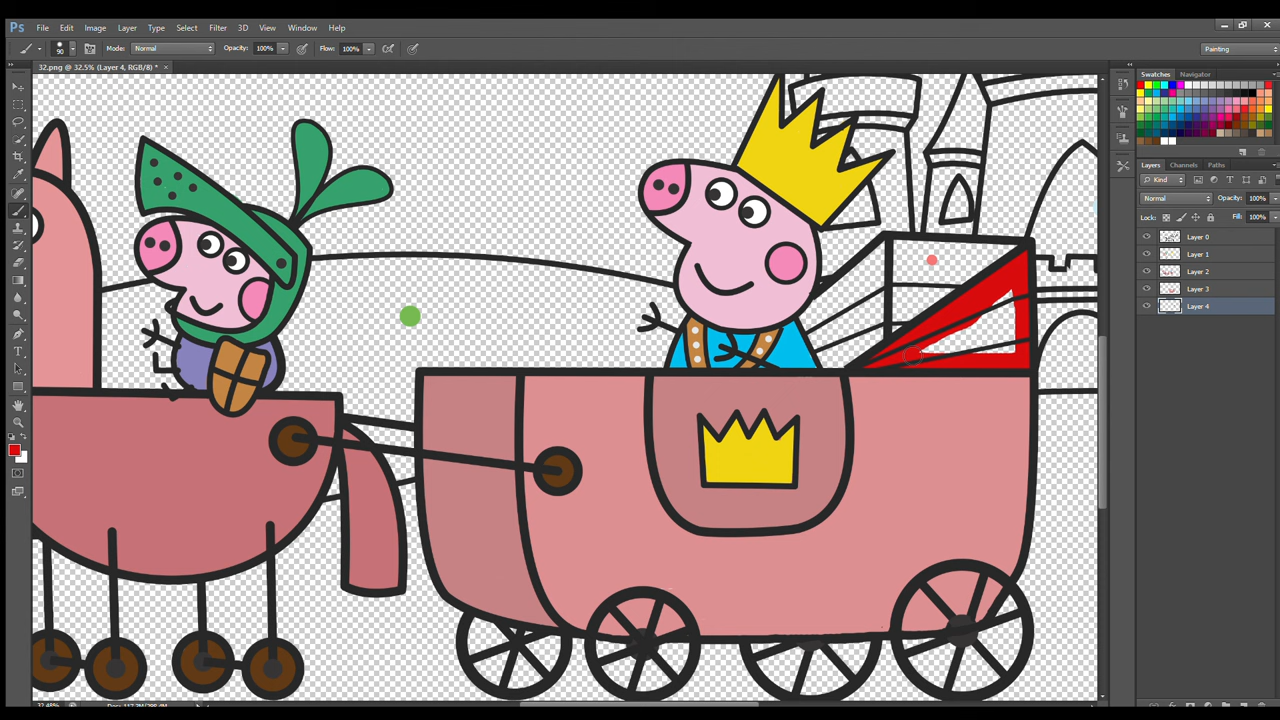 Ps File Edit Image Layer Type Select Filter 3D View Window Help
90 Mode: Normal Opacity: 100% Flow: 100% Painting
32.png @ 32.5% (Layer 4, RGB/8) * ×
Swatches Navigator
Layers Channels Paths
Kind
Normal Opacity: 100%
Lock: Fill: 100%
Layer 0
Layer 1
Layer 2
Layer 3
Layer 4